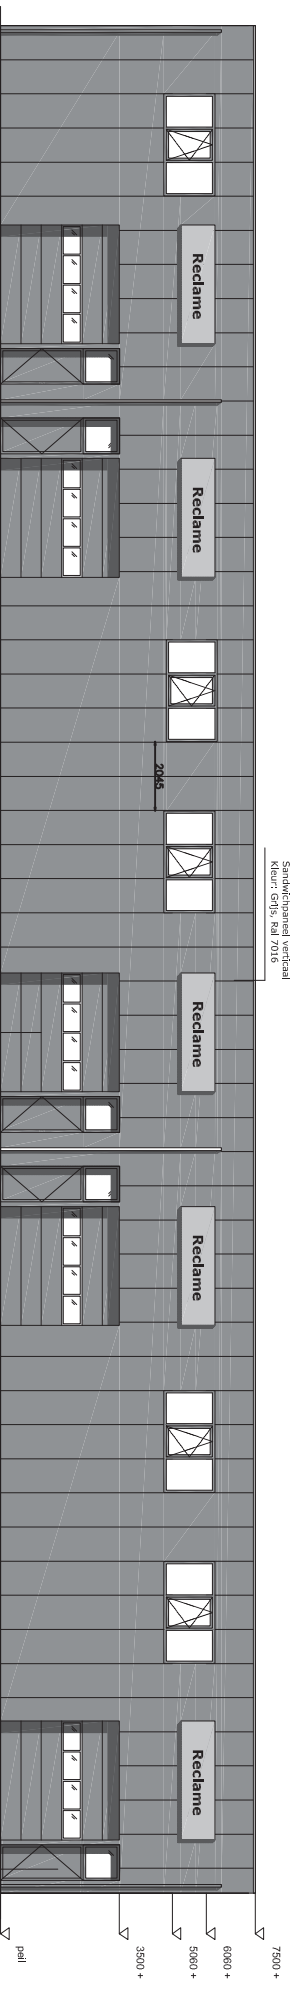 Sandwichpaneel verticaal
Kleur: Grijs, Ral 7016
Reclame
Reclame
Reclame
Reclame
Reclame
2045
7500 +
6060 +
5060 +
3500 +
peil